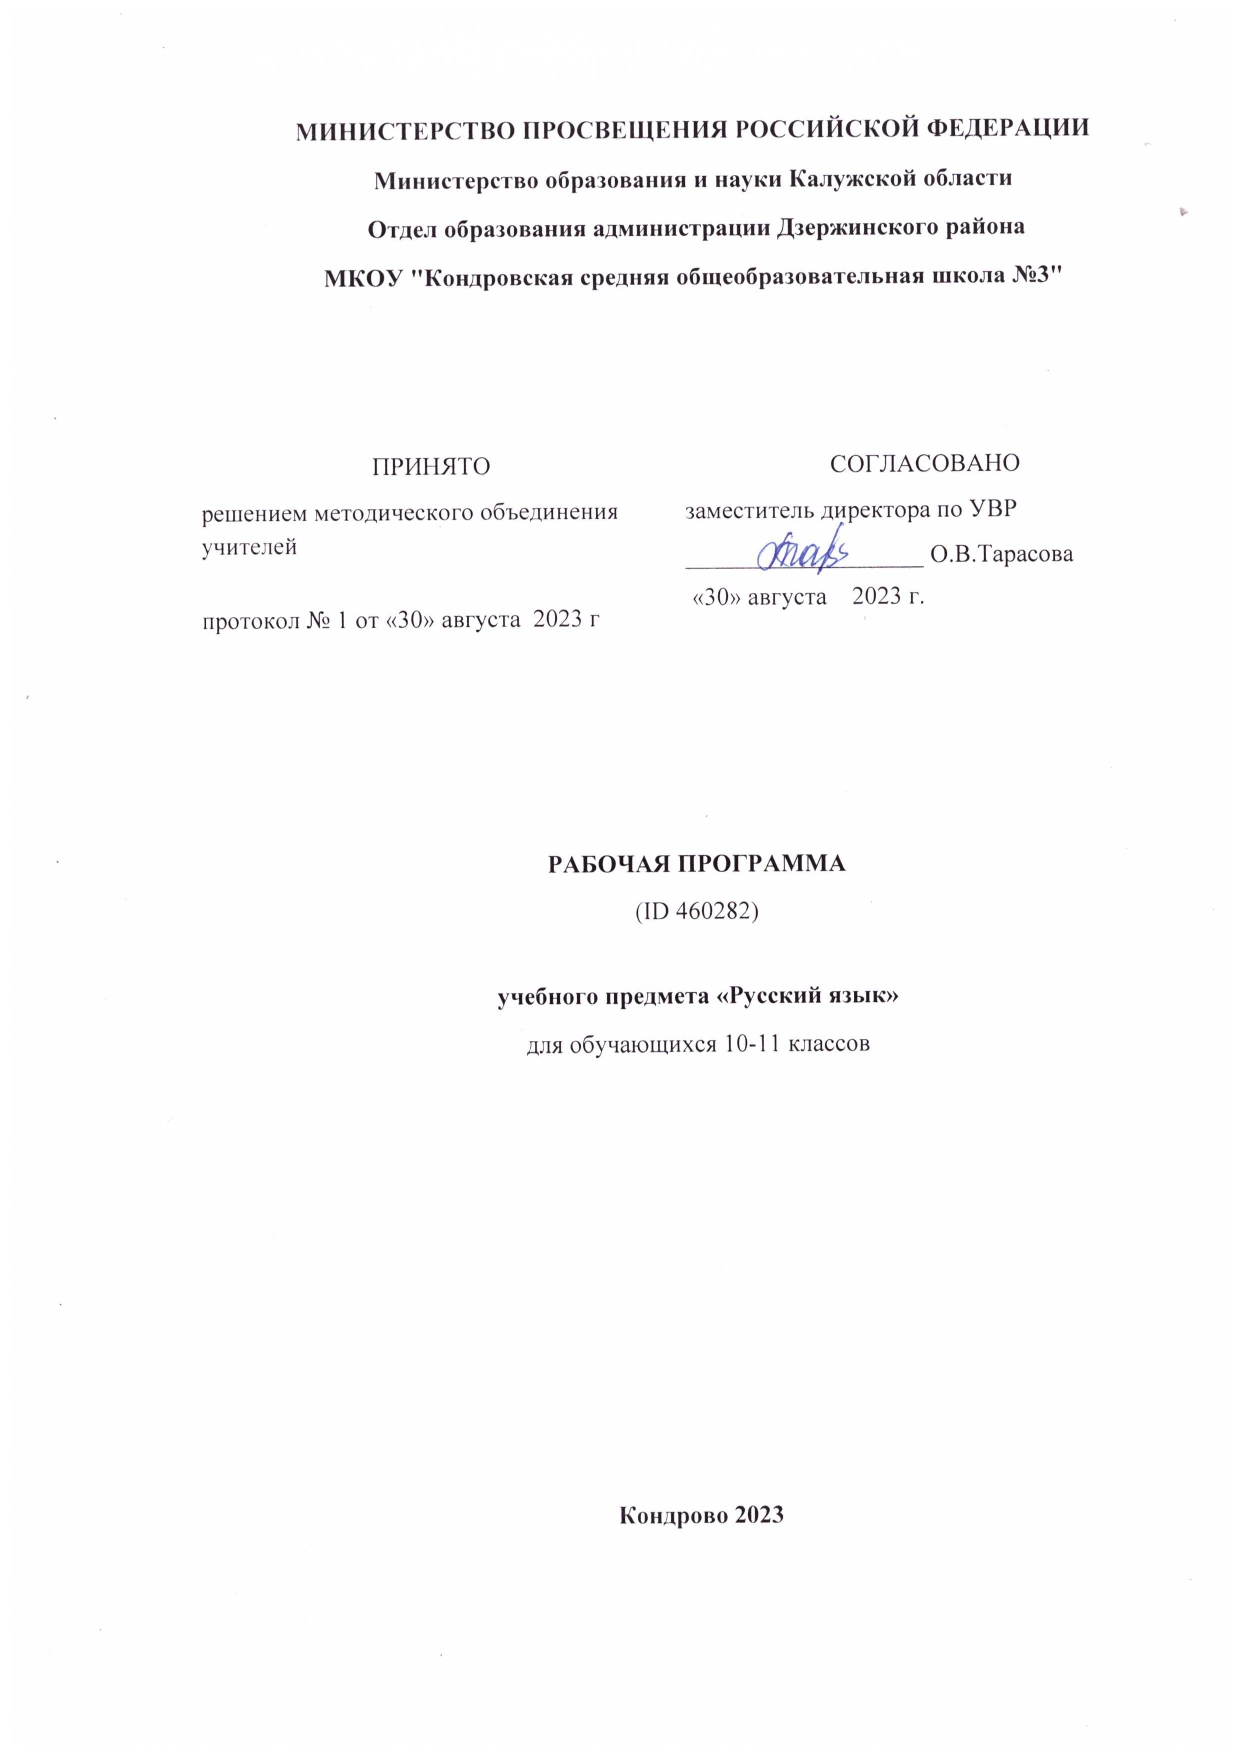 МИНИСТЕРСТВО ПРОСВЕЩЕНИЯ РОССИЙСКОЙ ФЕДЕРАЦИИ
Министерство образования и науки Калужской области
Отдел образования администрации Дзержинского района
МКОУ "Кондровская средняя общеобразовательная школа №3"
ПРИНЯТО
решением методического объединения
учителей
протокол № 1 от «30» августа 2023 г
СОГЛАСОВАНО
заместитель директора по УВР
О.В.Тарасова
«30» августа 2023 г.
РАБОЧАЯ ПРОГРАММА
(ID 460282)
учебного предмета «Русский язык»
для обучающихся 10-11 классов
Кондрово 2023